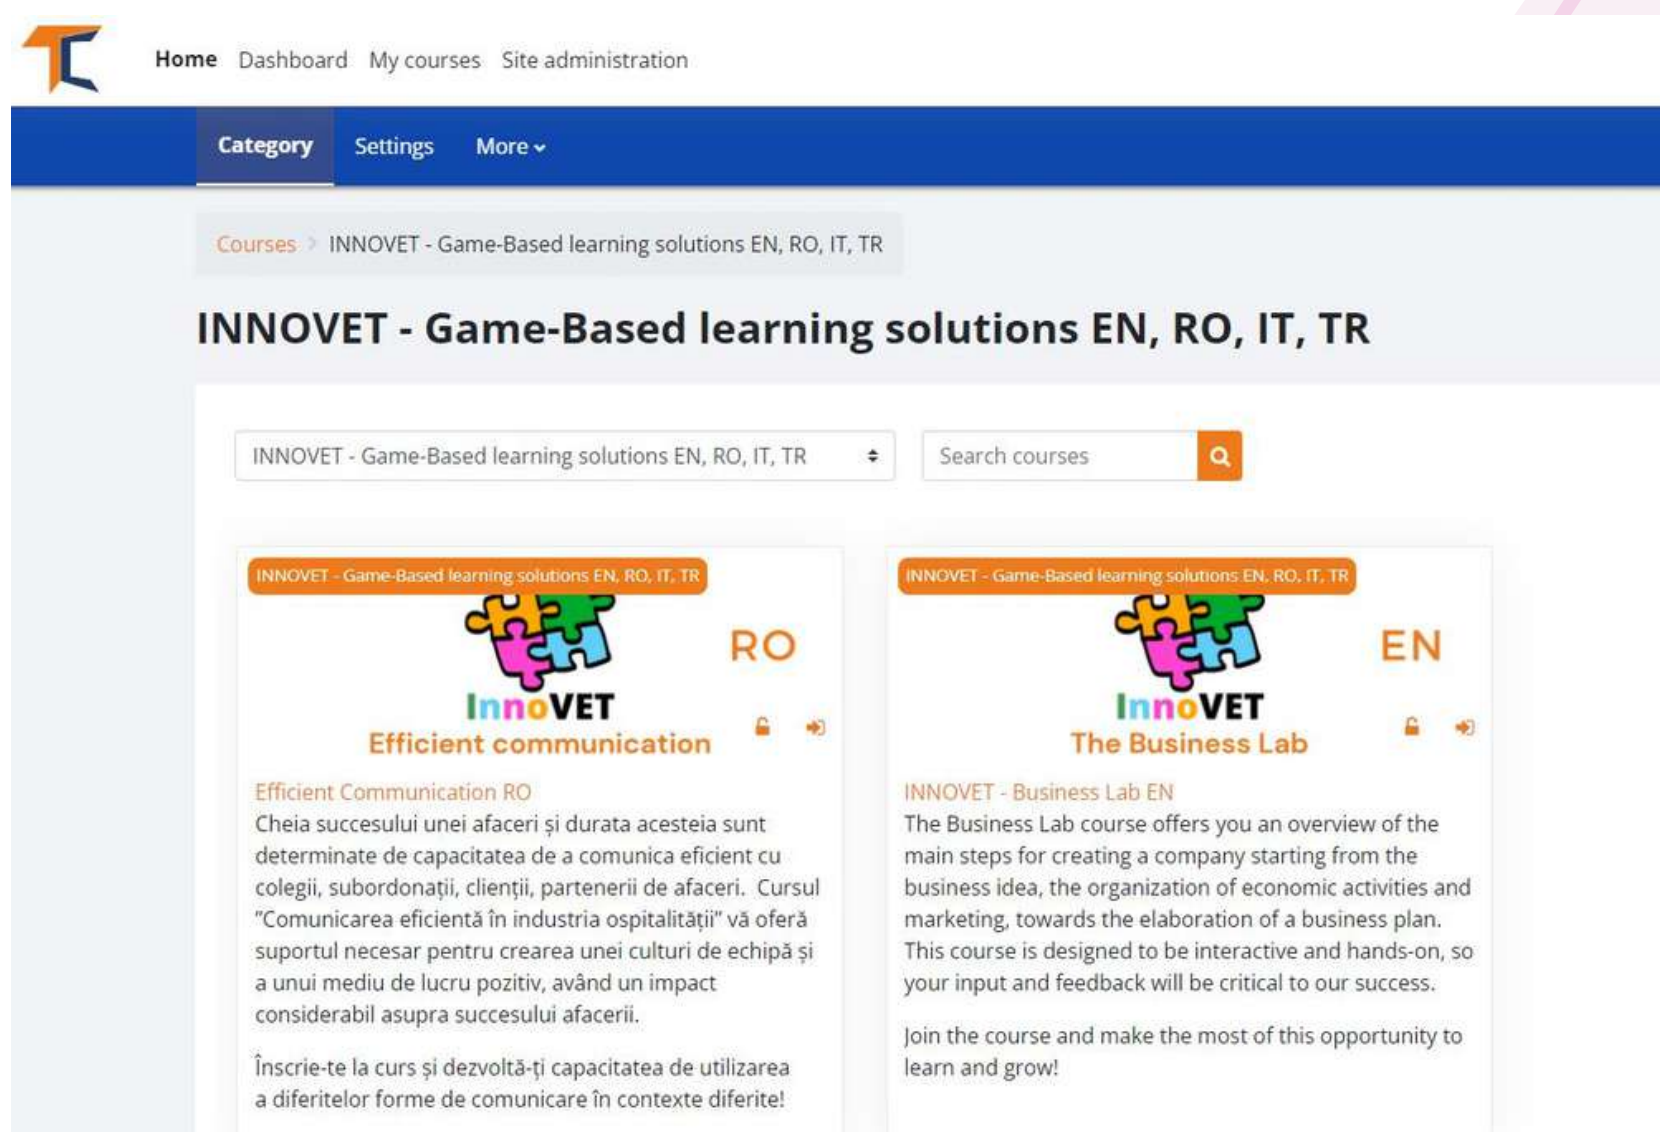 TC
Home Dashboard My courses Site administration
Category Settings More
Courses > INNOVET - Game-Based learning solutions EN, RO, IT, TR
INNOVET - Game-Based learning solutions EN, RO, IT, TR
INNOVET - Game-Based learning solutions EN, RO, IT, TR
Search courses
INNOVET - Game-Based learning solutions EN, RO, IT, TR
RO
InnoVET
Efficient communication
Efficient Communication RO
Cheia succesului unei afaceri și durata acesteia sunt
determinate de capacitatea de a comunica eficient cu
colegii, subordonații, clienții, partenerii de afaceri. Cursul
"Comunicarea eficientă în industria ospitalității" vă oferă
suportul necesar pentru crearea unei culturi de echipă și
a unui mediu de lucru pozitiv, având un impact
considerabil asupra succesului afacerii.
Înscrie-te la curs și dezvoltă-ți capacitatea de utilizarea
a diferitelor forme de comunicare în contexte diferite!
INNOVET - Game-Based learning solutions EN, RO, IT, TR
EN
InnoVET
The Business Lab
INNOVET - Business Lab EN
The Business Lab course offers you an overview of the
main steps for creating a company starting from the
business idea, the organization of economic activities and
marketing, towards the elaboration of a business plan.
This course is designed to be interactive and hands-on, so
your input and feedback will be critical to our success.
Join the course and make the most of this opportunity to
learn and grow!